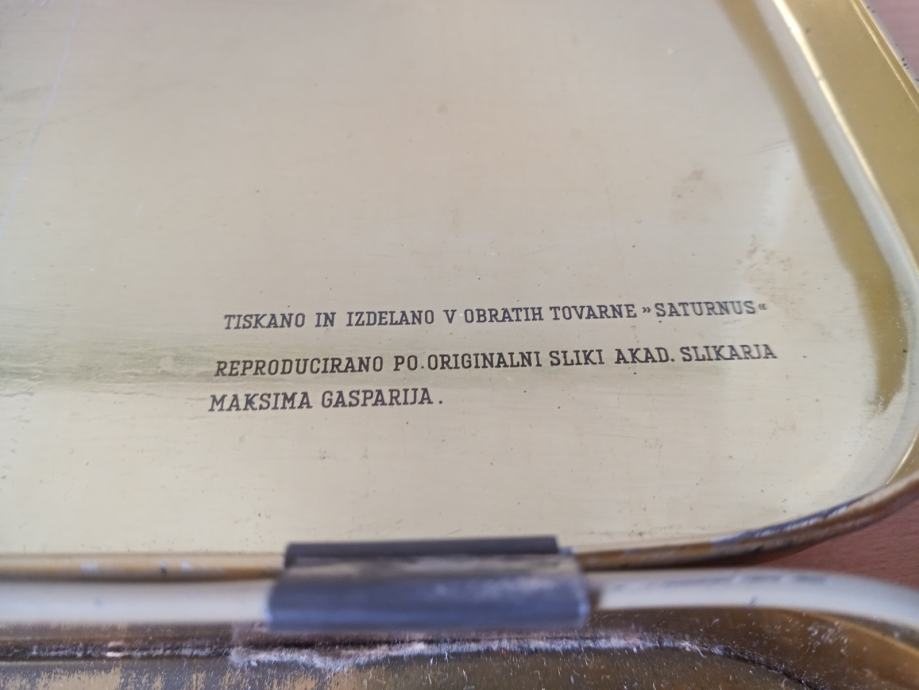 TISKANO IN IZDELANO V OBRATIH TOVARNE »SATURNUS«
REPRODUCIRANO PO ORIGINALNI SLIKI AKAD. SLIKARJA
MAKSIMA GASPARIJA.